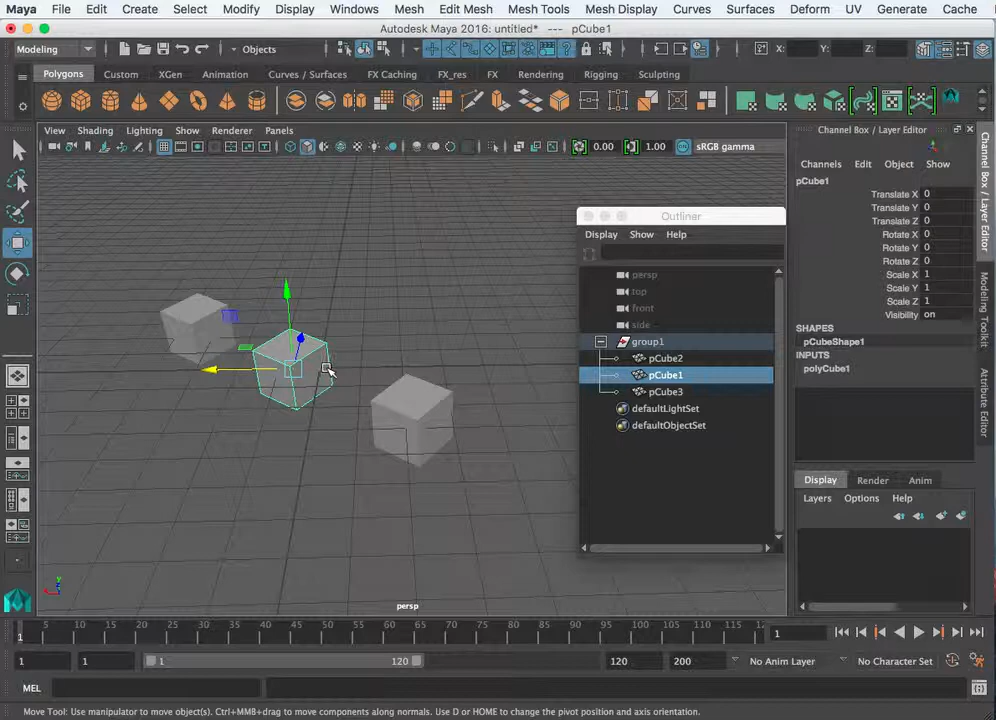 Maya File Edit Create Select Modify Display Windows Mesh Edit Mesh Mesh Tools Mesh Display Curves Surfaces Deform UV Generate Cache
Autodesk Maya 2016: untitled* --- pCube1
Modeling Objects X: Y: Z:
Polygons Custom XGen Animation Curves / Surfaces FX Caching FX_res FX Rendering Rigging Sculpting
View Shading Lighting Show Renderer Panels
0.00 1.00 sRGB gamma
Channel Box / Layer Editor
Channels Edit Object Show
pCube1
Translate X 0
Translate Y 0
Translate Z 0
Rotate X 0
Rotate Y 0
Rotate Z 0
Scale X 1
Scale Y 1
Scale Z 1
Visibility on
SHAPES
pCubeShape1
INPUTS
polyCube1
Display Render Anim
Layers Options Help
Channel Box / Layer Editor
Modeling Toolkit
Attribute Editor
Outliner
Display Show Help
persp
top
front
side
group1
pCube2
pCube1
pCube3
defaultLightSet
defaultObjectSet
persp
5 10 15 20 25 30 35 40 45 50 55 60 65 70 75 80 85 90 95 100 105 110 115 12
1 1
1 1 1 120 120 200 No Anim Layer No Character Set
MEL
Move Tool: Use manipulator to move object(s). Ctrl+MMB+drag to move components along normals. Use D or HOME to change the pivot position and axis orientation.